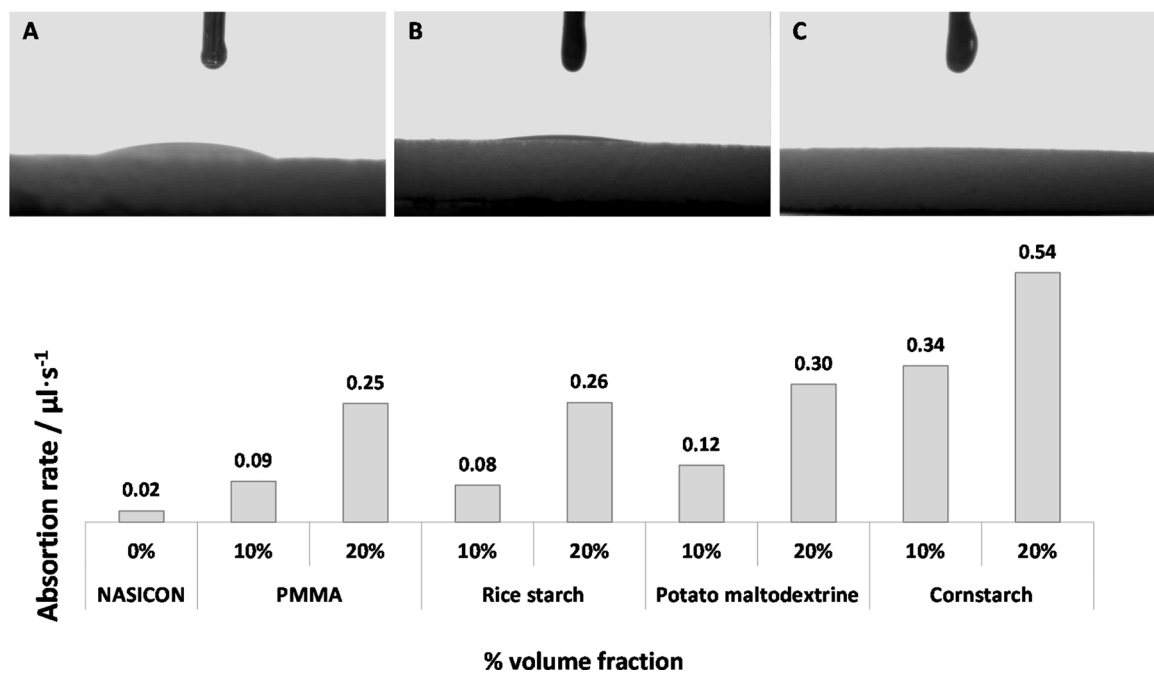 A B C
Absortion rate / µl·s⁻¹
0.02 0.09 0.25 0.08 0.26 0.12 0.30 0.34 0.54
0% 10% 20% 10% 20% 10% 20% 10% 20%
NASICON PMMA Rice starch Potato maltodextrine Cornstarch
% volume fraction